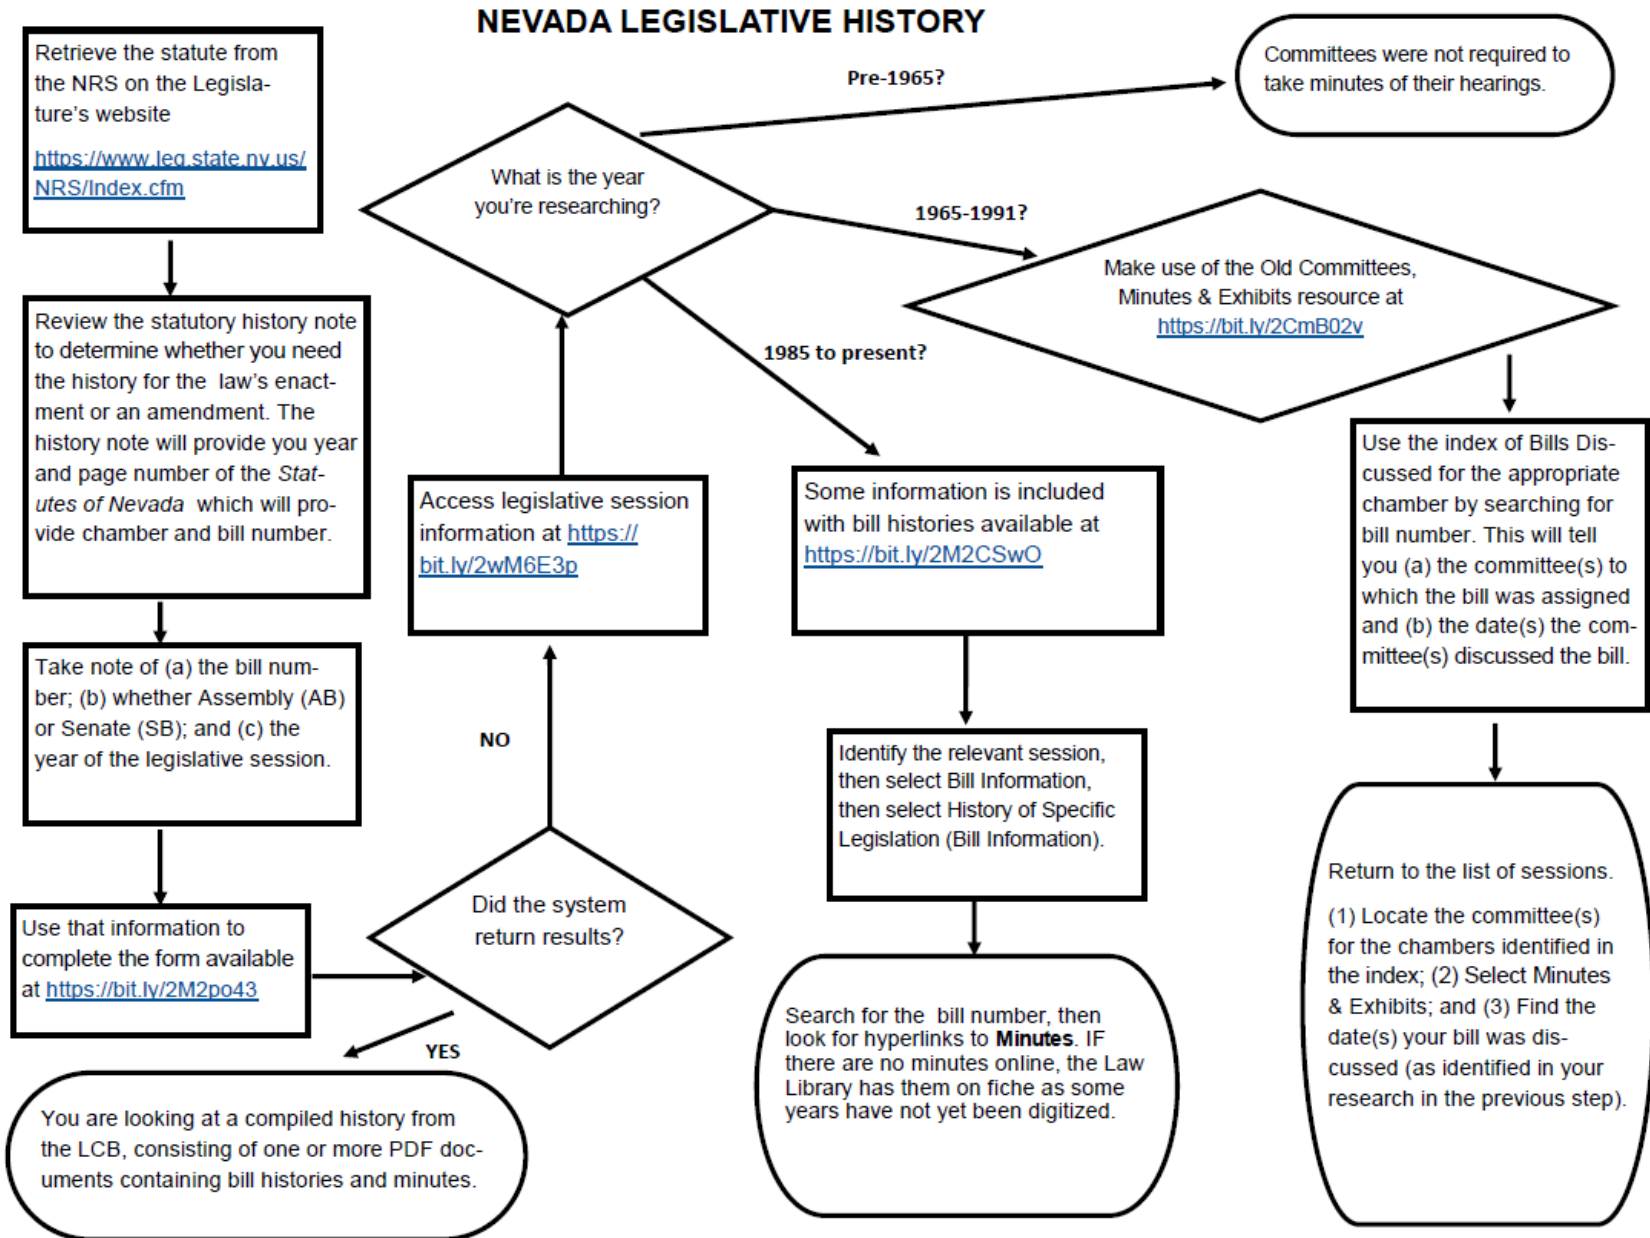 NEVADA LEGISLATIVE HISTORY
Retrieve the statute from
the NRS on the Legisla-
ture's website
https://www.leg.state.nv.us/
NRS/Index.cfm
Review the statutory history note
to determine whether you need
the history for the law's enact-
ment or an amendment. The
history note will provide you year
and page number of the Stat-
utes of Nevada which will pro-
vide chamber and bill number.
Take note of (a) the bill num-
ber; (b) whether Assembly (AB)
or Senate (SB); and (c) the
year of the legislative session.
Use that information to
complete the form available
at https://bit.ly/2M2po43
Did the system
return results?
YES
You are looking at a compiled history from
the LCB, consisting of one or more PDF doc-
uments containing bill histories and minutes.
NO
Access legislative session
information at https://
bit.ly/2wM6E3p
What is the year
you're researching?
Pre-1965?
Committees were not required to
take minutes of their hearings.
1965-1991?
Make use of the Old Committees,
Minutes & Exhibits resource at
https://bit.ly/2CmB02v
Use the index of Bills Dis-
cussed for the appropriate
chamber by searching for
bill number. This will tell
you (a) the committee(s) to
which the bill was assigned
and (b) the date(s) the com-
mittee(s) discussed the bill.
Return to the list of sessions.
(1) Locate the committee(s)
for the chambers identified in
the index; (2) Select Minutes
& Exhibits; and (3) Find the
date(s) your bill was dis-
cussed (as identified in your
research in the previous step).
1985 to present?
Some information is included
with bill histories available at
https://bit.ly/2M2CSwO
Identify the relevant session,
then select Bill Information,
then select History of Specific
Legislation (Bill Information).
Search for the bill number, then
look for hyperlinks to Minutes. IF
there are no minutes online, the Law
Library has them on fiche as some
years have not yet been digitized.